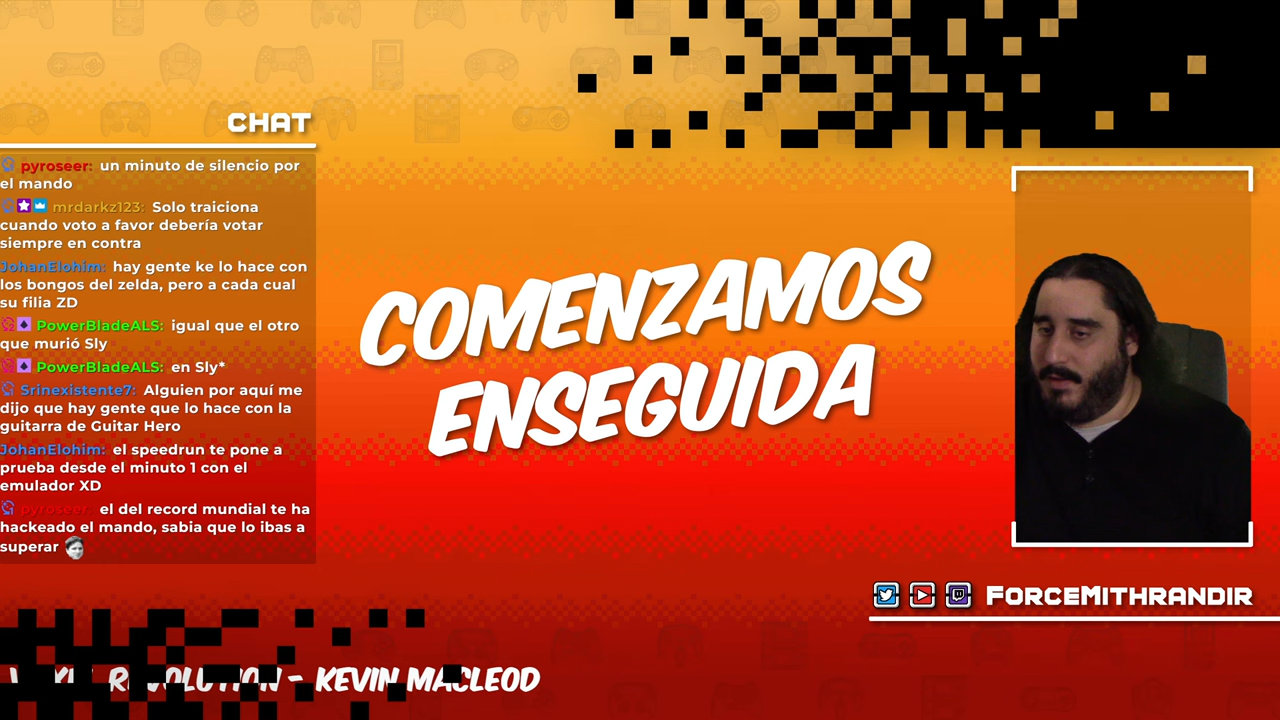 CHAT
pyroseer: un minuto de silencio por
el mando
mrdarkz123: Solo traiciona
cuando voto a favor debería votar
siempre en contra
JohanElohim: hay gente ke lo hace con
los bongos del zelda, pero a cada cual
su filia ZD
PowerBladeALS: igual que el otro
que murió Sly
PowerBladeALS: en Sly*
Srinexistente7: Alguien por aquí me
dijo que hay gente que lo hace con la
guitarra de Guitar Hero
JohanElohim: el speedrun te pone a
prueba desde el minuto 1 con el
emulador XD
pyroseer: el del record mundial te ha
hackeado el mando, sabia que lo ibas a
superar
COMENZAMOS
ENSEGUIDA
FORCEMITHRANDIR
REVOLUTION - KEVIN MACLEOD